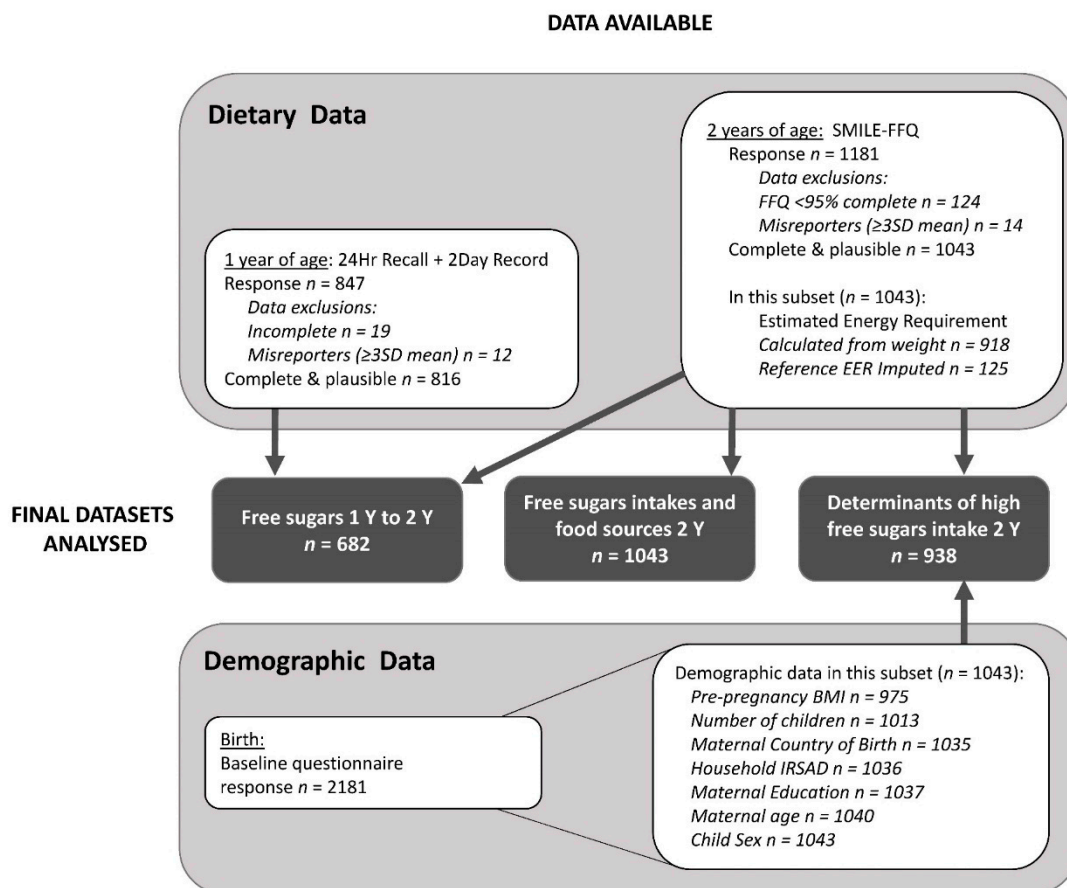 DATA AVAILABLE
Dietary Data
1 year of age: 24Hr Recall + 2Day Record
Response n = 847
Data exclusions:
Incomplete n = 19
Misreporters (≥3SD mean) n = 12
Complete & plausible n = 816
2 years of age: SMILE-FFQ
Response n = 1181
Data exclusions:
FFQ <95% complete n = 124
Misreporters (≥3SD mean) n = 14
Complete & plausible n = 1043
In this subset (n = 1043):
Estimated Energy Requirement
Calculated from weight n = 918
Reference EER Imputed n = 125
FINAL DATASETS
ANALYSED
Free sugars 1 Y to 2 Y
n = 682
Free sugars intakes and
food sources 2 Y
n = 1043
Determinants of high
free sugars intake 2 Y
n = 938
Demographic Data
Birth:
Baseline questionnaire
response n = 2181
Demographic data in this subset (n = 1043):
Pre-pregnancy BMI n = 975
Number of children n = 1013
Maternal Country of Birth n = 1035
Household IRSAD n = 1036
Maternal Education n = 1037
Maternal age n = 1040
Child Sex n = 1043